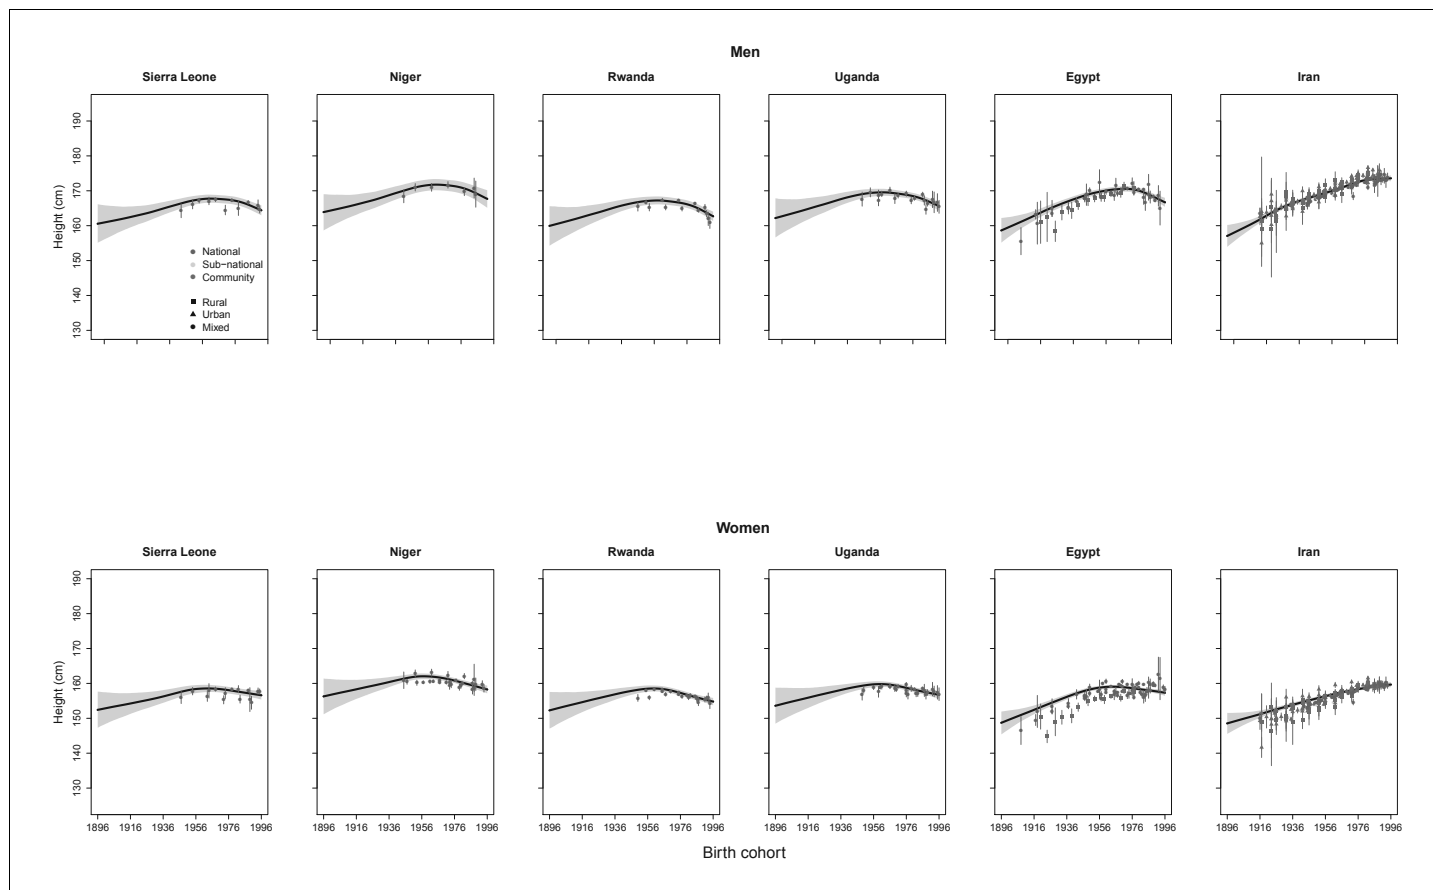 Men
Sierra Leone Niger Rwanda Uganda Egypt Iran
190
180
170
160
150
140
130
Height (cm)
National
Sub−national
Community
Rural
Urban
Mixed
Women
Sierra Leone Niger Rwanda Uganda Egypt Iran
190
180
170
160
150
140
130
Height (cm)
1896 1916 1936 1956 1976 1996 1896 1916 1936 1956 1976 1996 1896 1916 1936 1956 1976 1996 1896 1916 1936 1956 1976 1996 1896 1916 1936 1956 1976 1996 1896 1916 1936 1956 1976 1996
Birth cohort